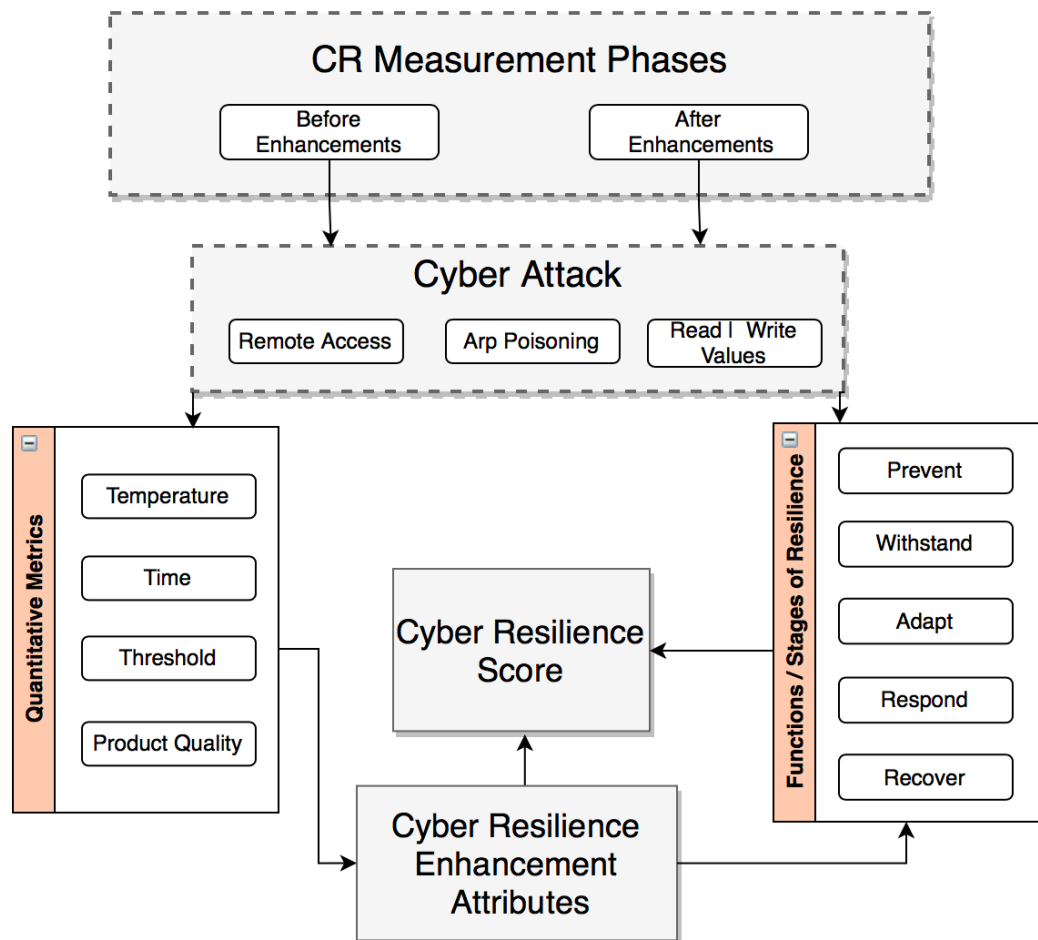 CR Measurement Phases
Before
Enhancements
After
Enhancements
Cyber Attack
Remote Access
Arp Poisoning
Read | Write
Values
Quantitative Metrics
Temperature
Time
Threshold
Product Quality
Cyber Resilience
Score
Cyber Resilience
Enhancement
Attributes
Functions / Stages of Resilience
Prevent
Withstand
Adapt
Respond
Recover